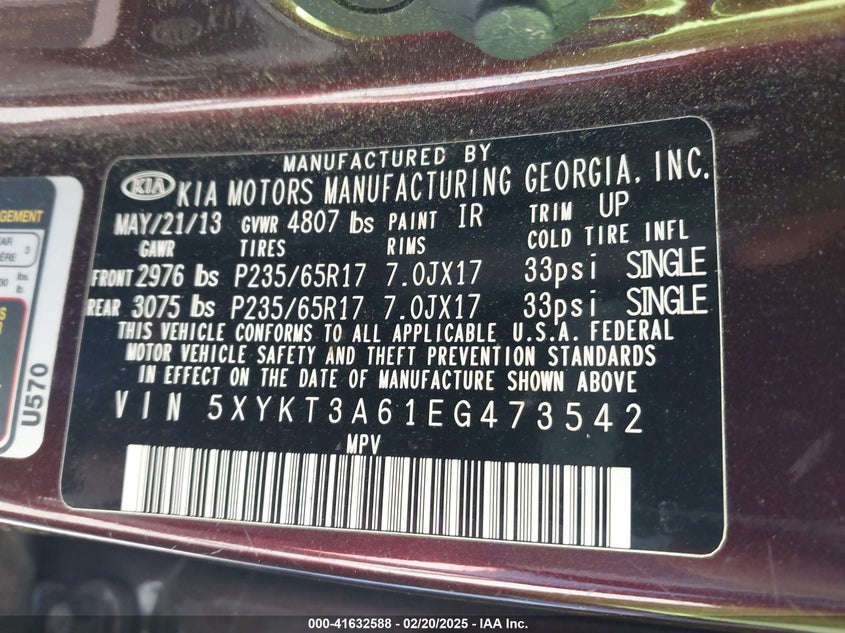 MANUFACTURED BY
KIA KIA MOTORS MANUFACTURING GEORGIA, INC.
MAY/21/13 GVWR 4807 lbs PAINT IR TRIM UP
GAWR TIRES RIMS COLD TIRE INFL
FRONT 2976 lbs P235/65R17 7.0JX17 33psi SINGLE
REAR 3075 lbs P235/65R17 7.0JX17 33psi SINGLE
THIS VEHICLE CONFORMS TO ALL APPLICABLE U.S.A. FEDERAL
MOTOR VEHICLE SAFETY AND THEFT PREVENTION STANDARDS
IN EFFECT ON THE DATE OF MANUFACTURE SHOWN ABOVE
VIN 5XYKT3A61EG473542
MPV
U570
000-41632588 - 02/20/2025 - IAA Inc.